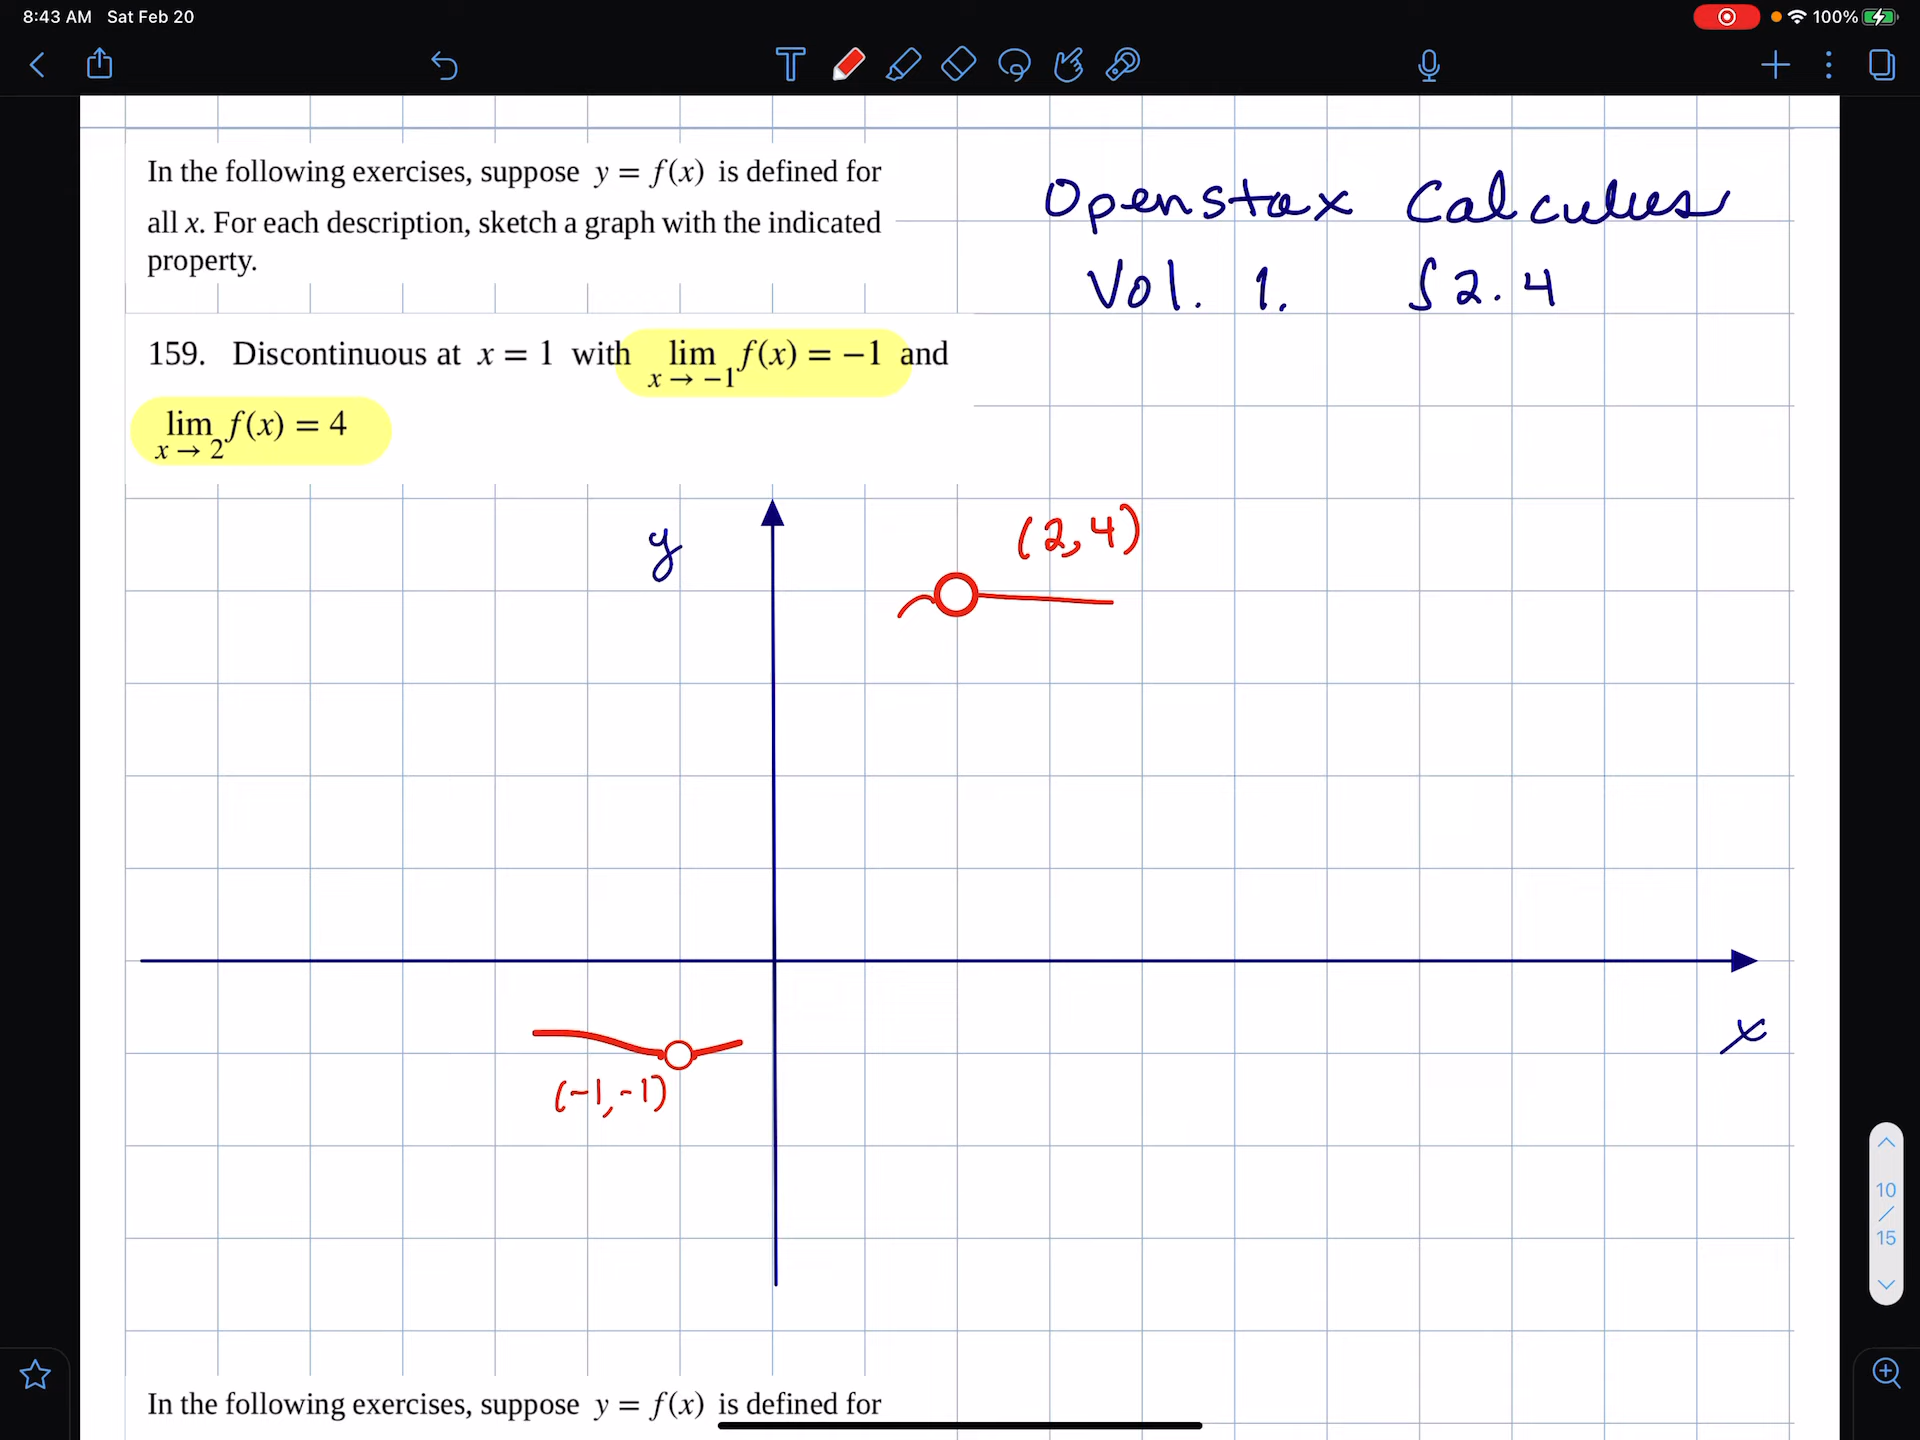 8:43 AM Sat Feb 20
100%
In the following exercises, suppose y = f(x) is defined for
all x. For each description, sketch a graph with the indicated
property.
Openstax Calculus
Vol. 1. §2.4
159. Discontinuous at x = 1 with lim x → −1 f(x) = −1 and
lim x → 2 f(x) = 4
y
(2,4)
x
(-1,-1)
10
/
15
In the following exercises, suppose y = f(x) is defined for